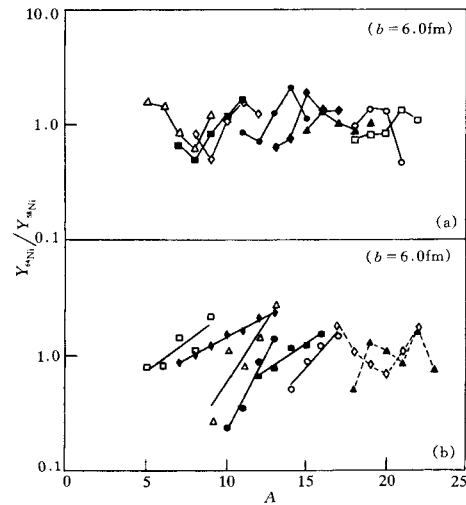 10.0
(b = 6.0fm)
1.0
(a)
0.1
Y₆₄Ni / Y₅₈Ni
(b = 6.0fm)
1.0
(b)
0.1
0 5 10 15 20 25
A